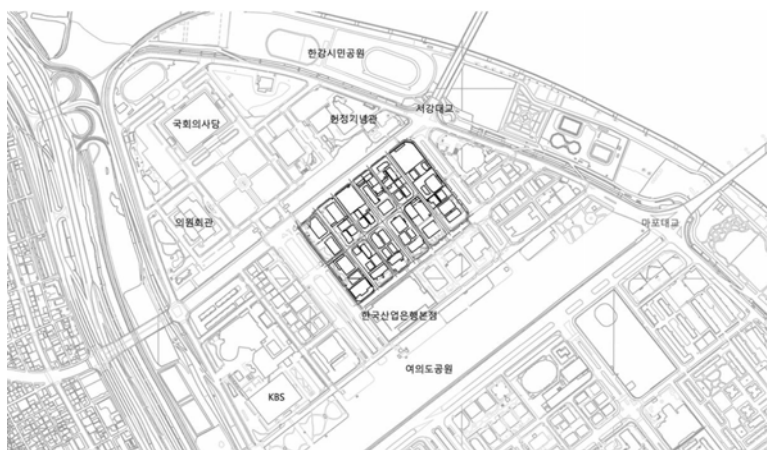 한강시민공원
서강대교
국회의사당
헌정기념관
의원회관
마포대교
한국산업은행본점
여의도공원
KBS